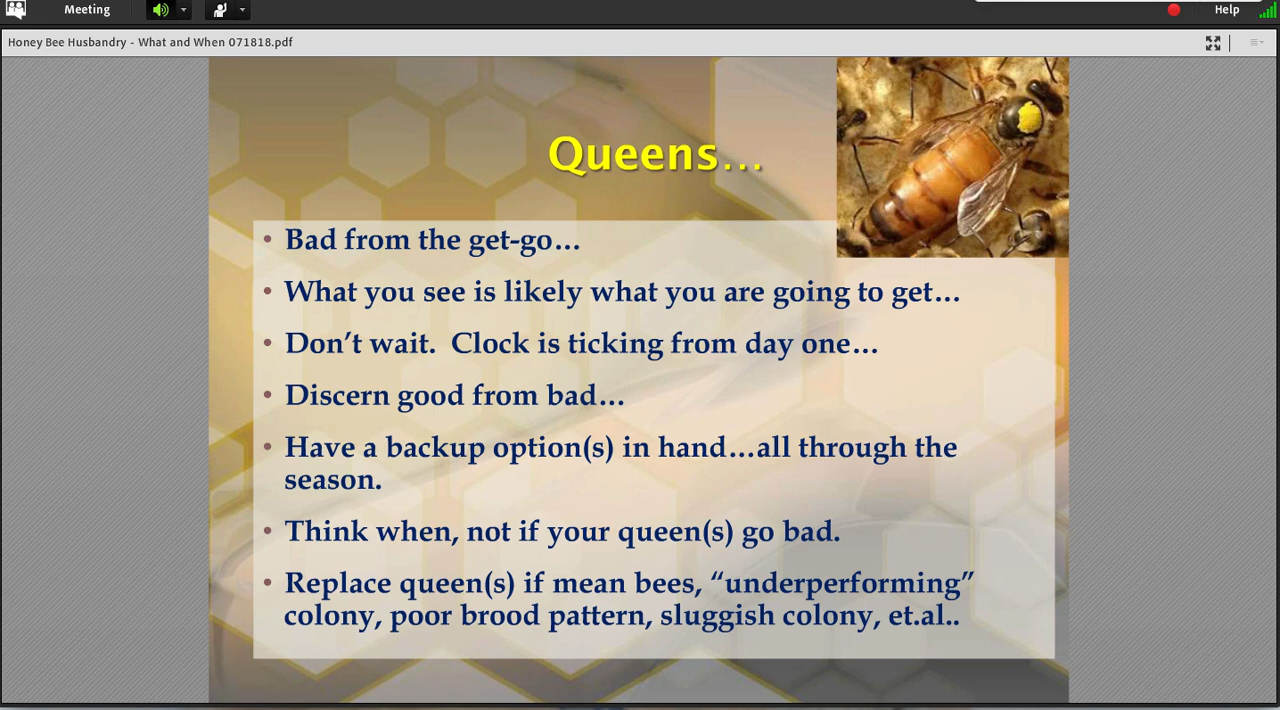 Meeting
Help
Honey Bee Husbandry - What and When 071818.pdf
Queens...
• Bad from the get-go…
• What you see is likely what you are going to get…
• Don’t wait.  Clock is ticking from day one…
• Discern good from bad…
• Have a backup option(s) in hand…all through the
season.
• Think when, not if your queen(s) go bad.
• Replace queen(s) if mean bees, “underperforming”
colony, poor brood pattern, sluggish colony, et.al..